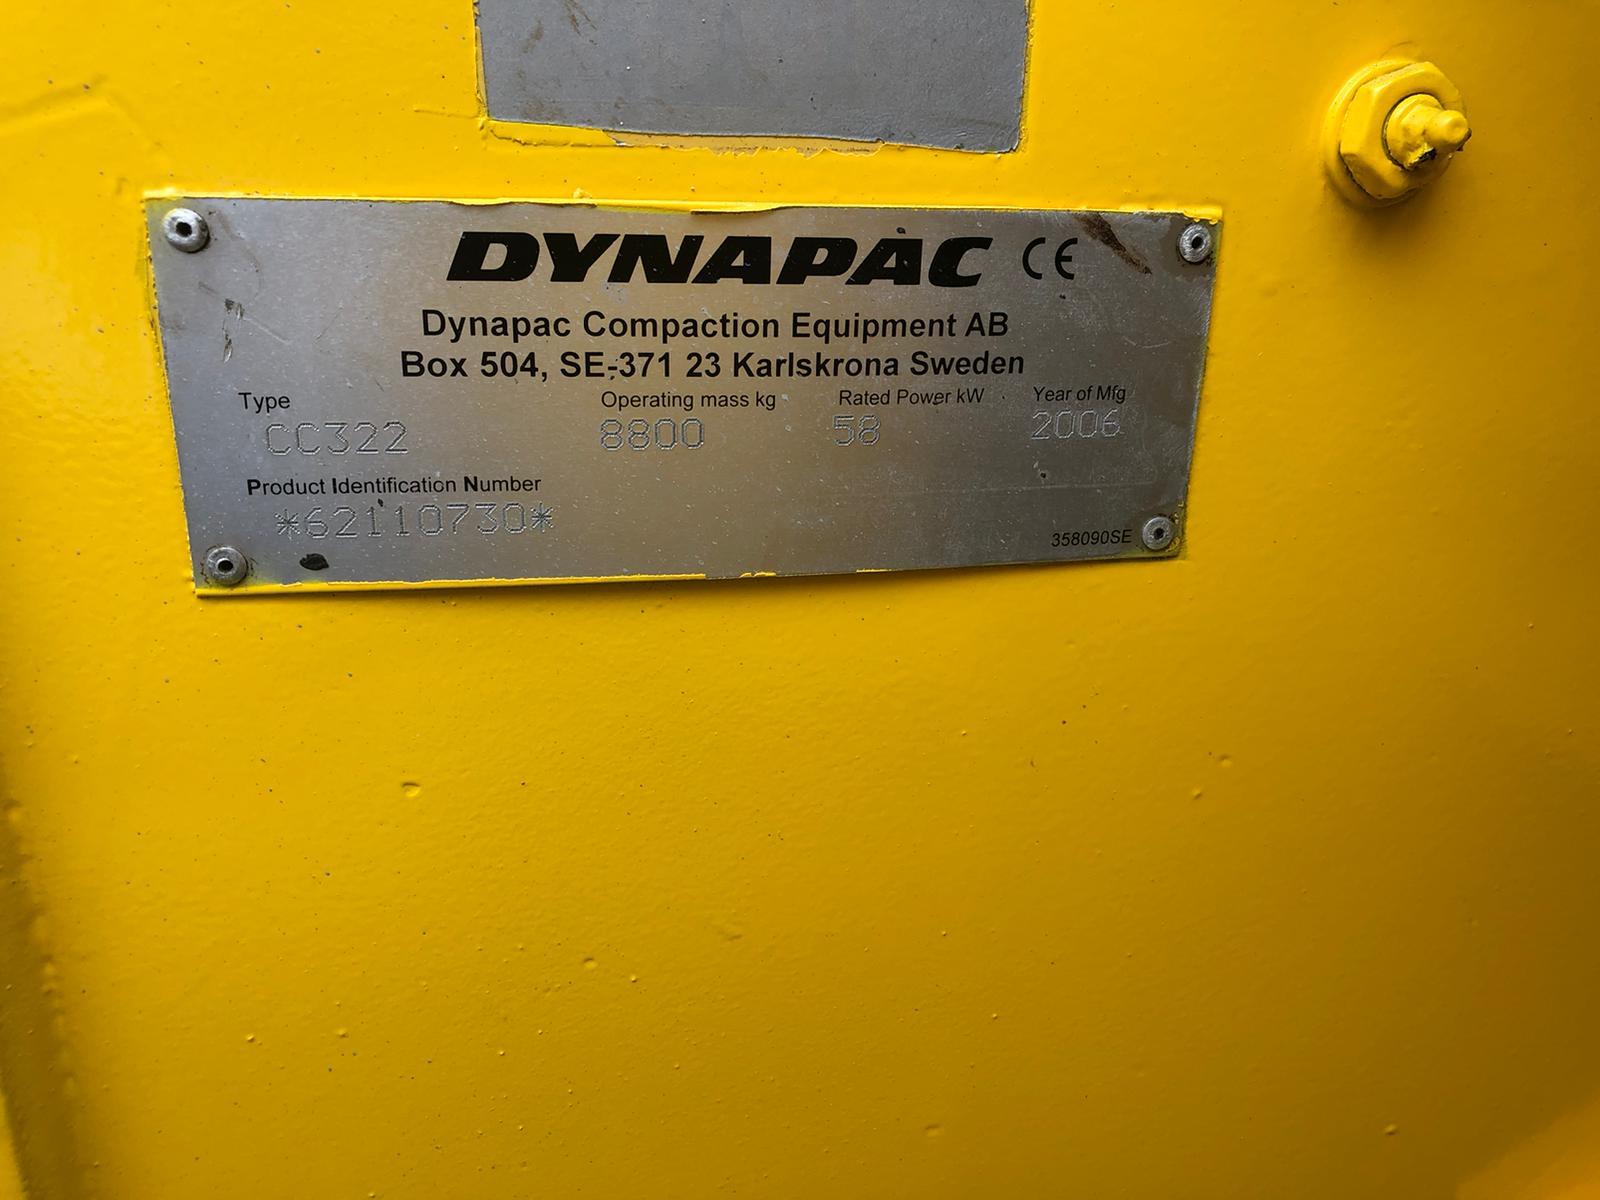 DYNAPAC CE
Dynapac Compaction Equipment AB
Box 504, SE-371 23 Karlskrona Sweden
Type Operating mass kg Rated Power kW Year of Mfg
CC322 8800 58 2006
Product Identification Number
*62110730*
358090SE